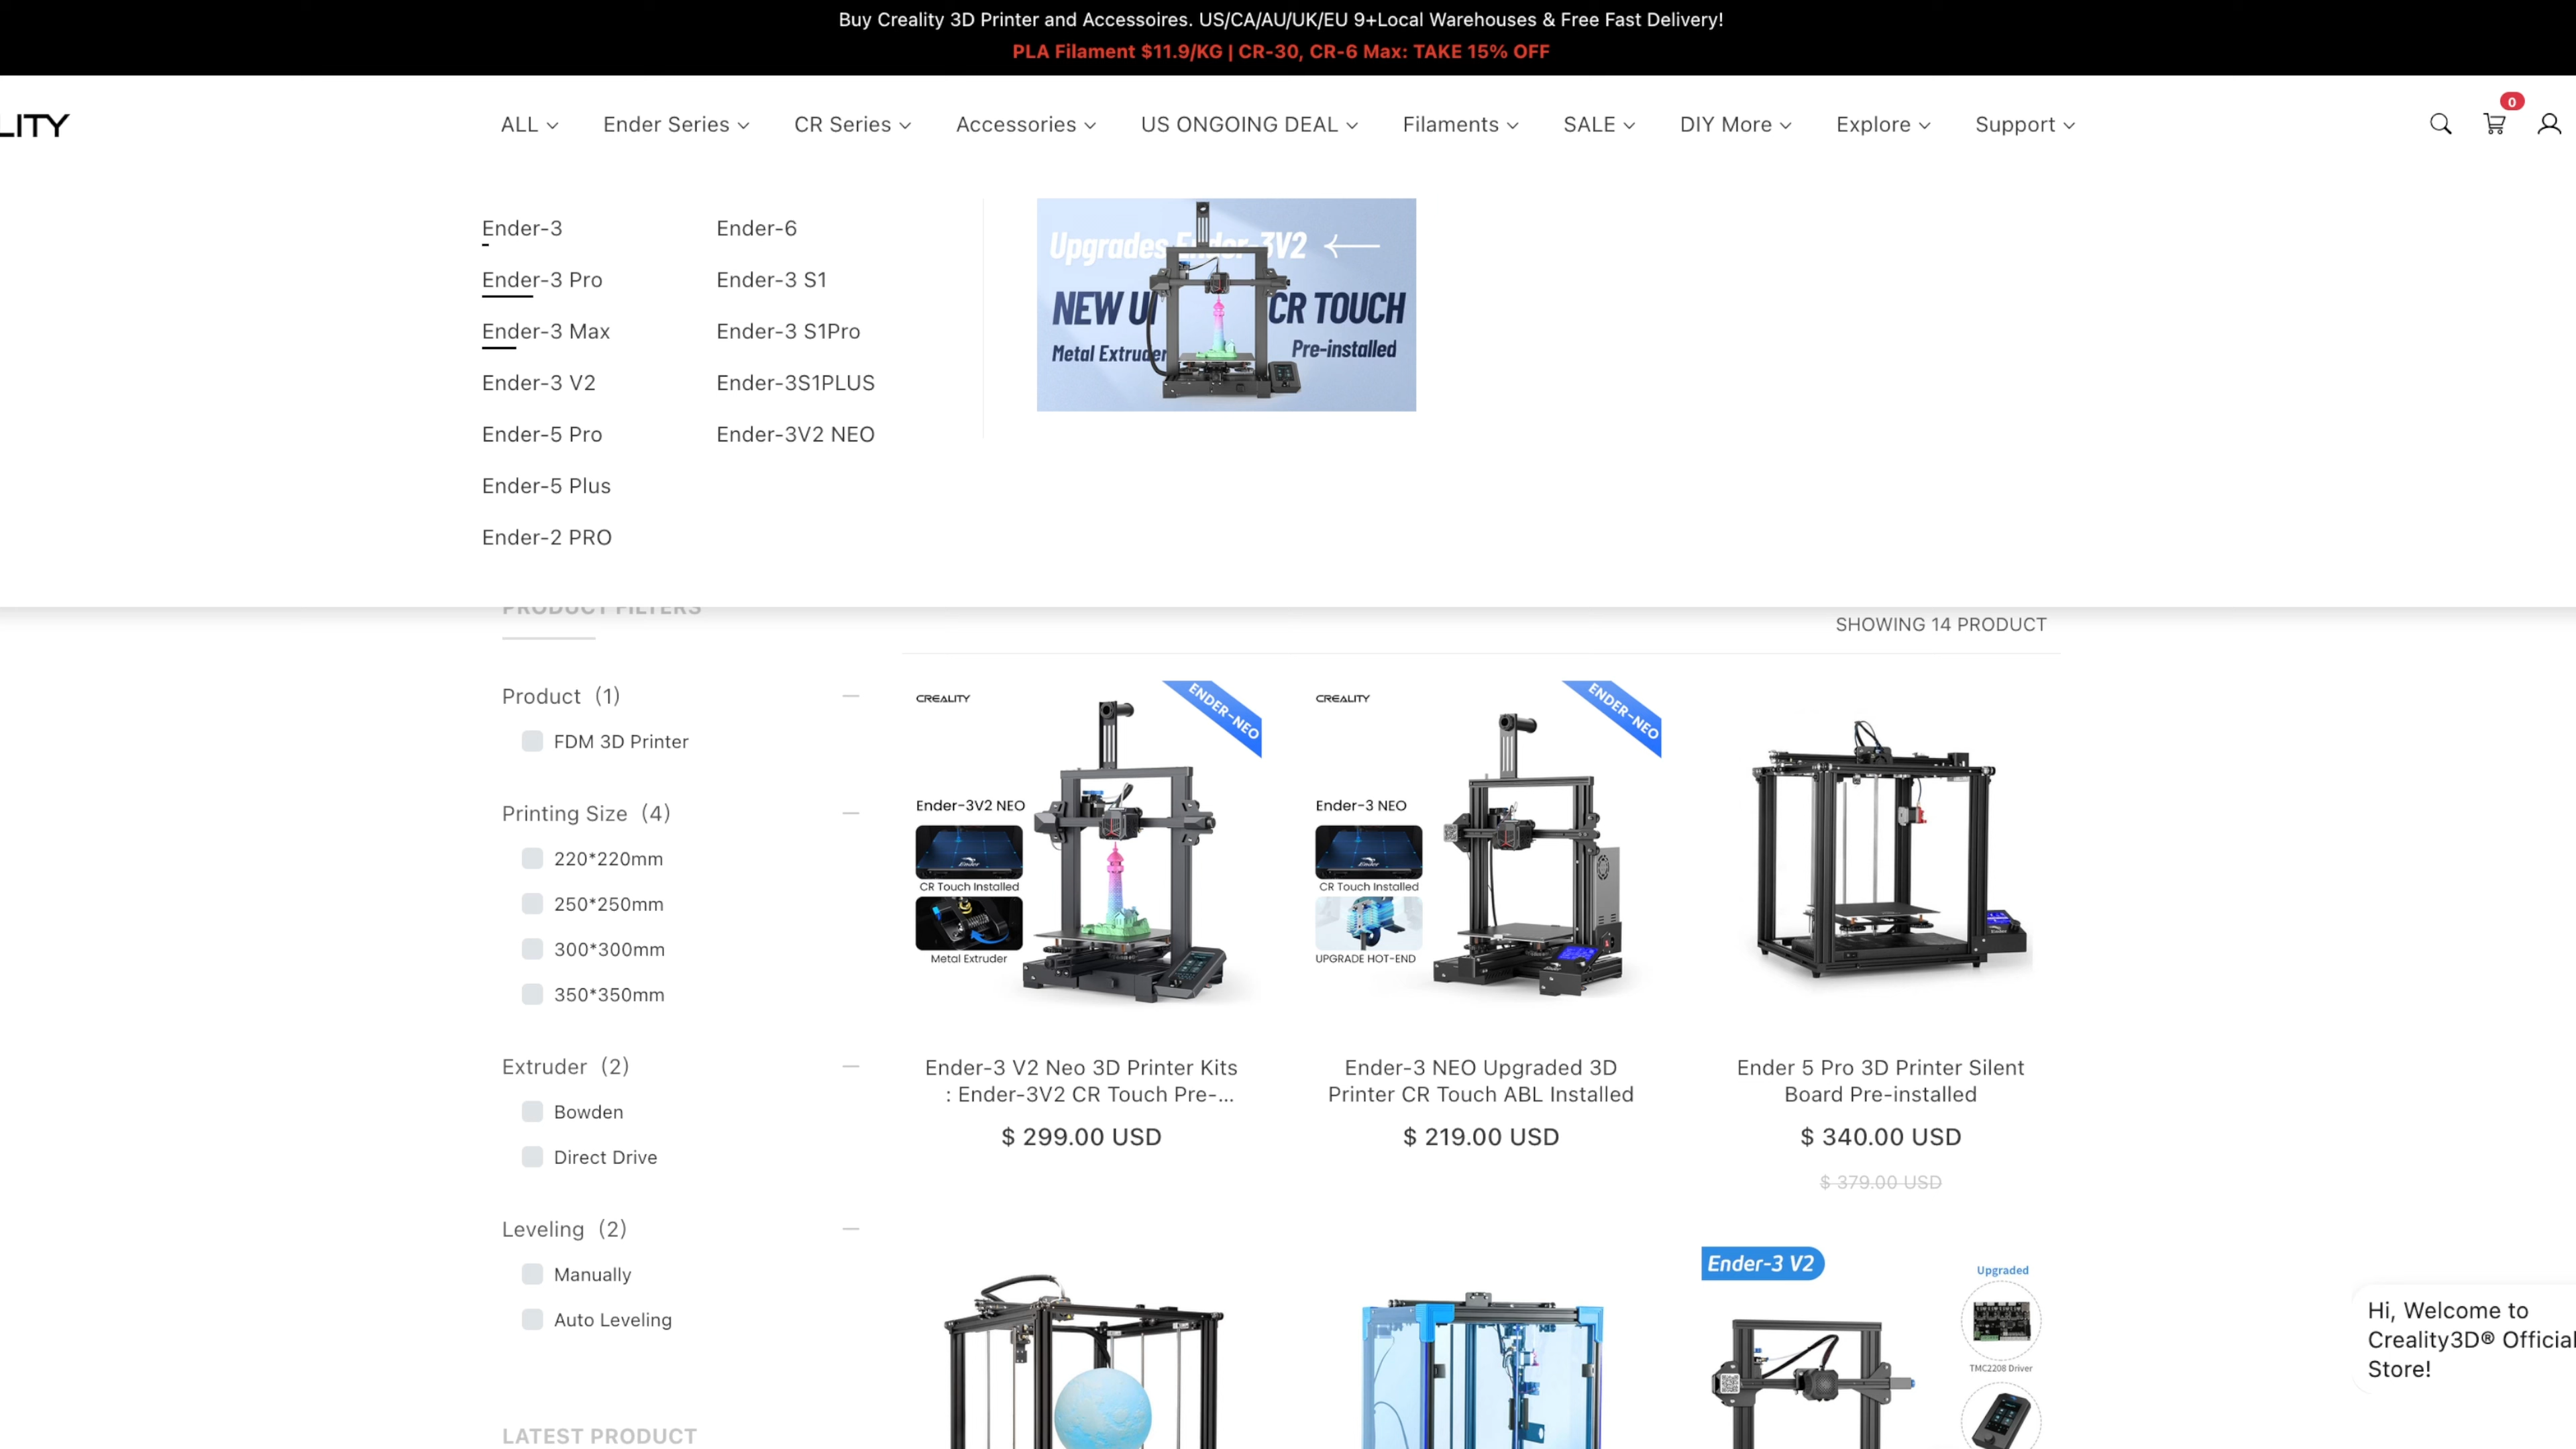 Buy Creality 3D Printer and Accessoires. US/CA/AU/UK/EU 9+Local Warehouses & Free Fast Delivery!
PLA Filament $11.9/KG | CR-30, CR-6 Max: TAKE 15% OFF
LITY
ALL
Ender Series
CR Series
Accessories
US ONGOING DEAL
Filaments
SALE
DIY More
Explore
Support
0
Ender-3
Ender-3 Pro
Ender-3 Max
Ender-3 V2
Ender-5 Pro
Ender-5 Plus
Ender-2 PRO
Ender-6
Ender-3 S1
Ender-3 S1Pro
Ender-3S1PLUS
Ender-3V2 NEO
Upgrades Ender-3V2
NEW UI
CR TOUCH
Metal Extruder
Pre-installed
PRODUCT FILTERS
SHOWING 14 PRODUCT
Product (1)
FDM 3D Printer
Printing Size (4)
220*220mm
250*250mm
300*300mm
350*350mm
Extruder (2)
Bowden
Direct Drive
Leveling (2)
Manually
Auto Leveling
LATEST PRODUCT
CREALITY
ENDER-NEO
Ender-3V2 NEO
Ender
CR Touch Installed
Metal Extruder
Ender-3 V2 Neo 3D Printer Kits
: Ender-3V2 CR Touch Pre-...
$ 299.00 USD
CREALITY
ENDER-NEO
Ender-3 NEO
Ender
CR Touch Installed
UPGRADE HOT-END
Ender-3 NEO Upgraded 3D
Printer CR Touch ABL Installed
$ 219.00 USD
Ender 5 Pro 3D Printer Silent
Board Pre-installed
$ 340.00 USD
$ 379.00 USD
Ender-3 V2
Upgraded
TMC2208 Driver
Hi, Welcome to
Creality3D® Official
Store!